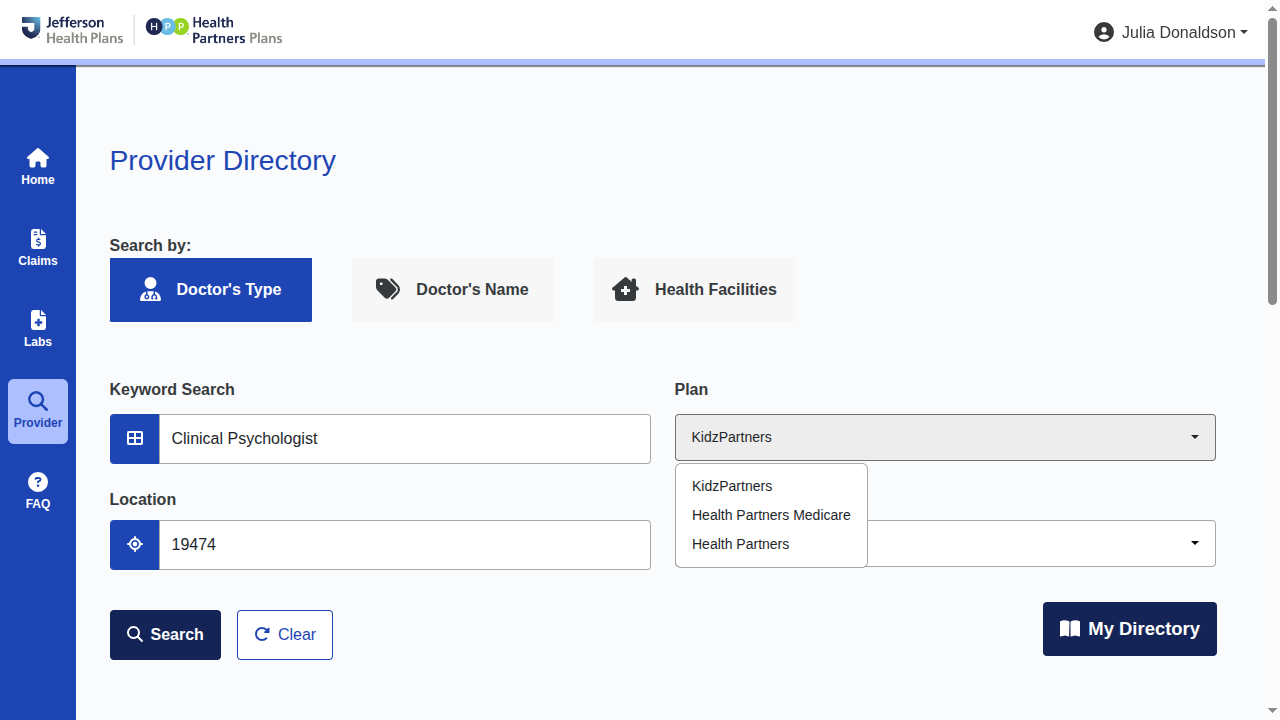 Jefferson
Health Plans
H P P
Health
Partners Plans
Julia Donaldson
Home
Claims
Labs
Provider
FAQ
Provider Directory
Search by:
Doctor's Type
Doctor's Name
Health Facilities
Keyword Search
Clinical Psychologist
Plan
KidzPartners
KidzPartners
Health Partners Medicare
Health Partners
Location
19474
Search
Clear
My Directory